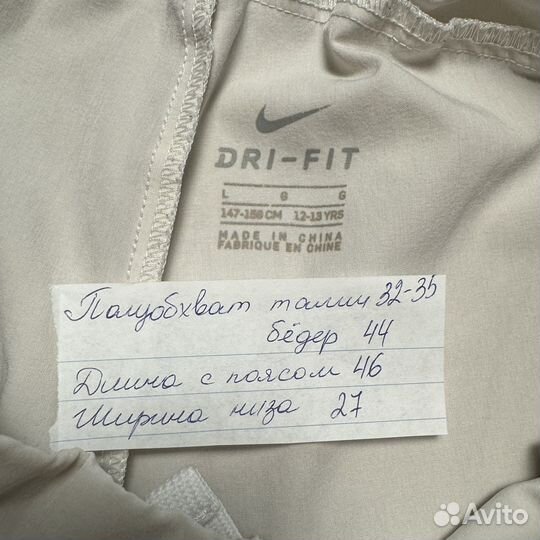 DRI-FIT
L G G
147-158 CM 12-13 YRS
MADE IN CHINA
FABRIQUE EN CHINE
Полуобхват талии 32-35
бёдер 44
Длина с поясом 46
Ширина низа 27
Avito